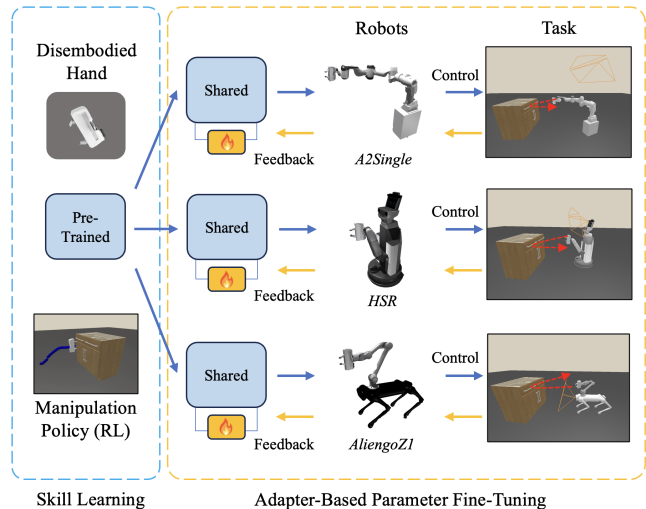 Disembodied
Hand
Pre-
Trained
Manipulation
Policy (RL)
Skill Learning
Robots
Task
Shared
Feedback
A2Single
Control
Shared
Feedback
HSR
Control
Shared
Feedback
AliengoZ1
Control
Adapter-Based Parameter Fine-Tuning